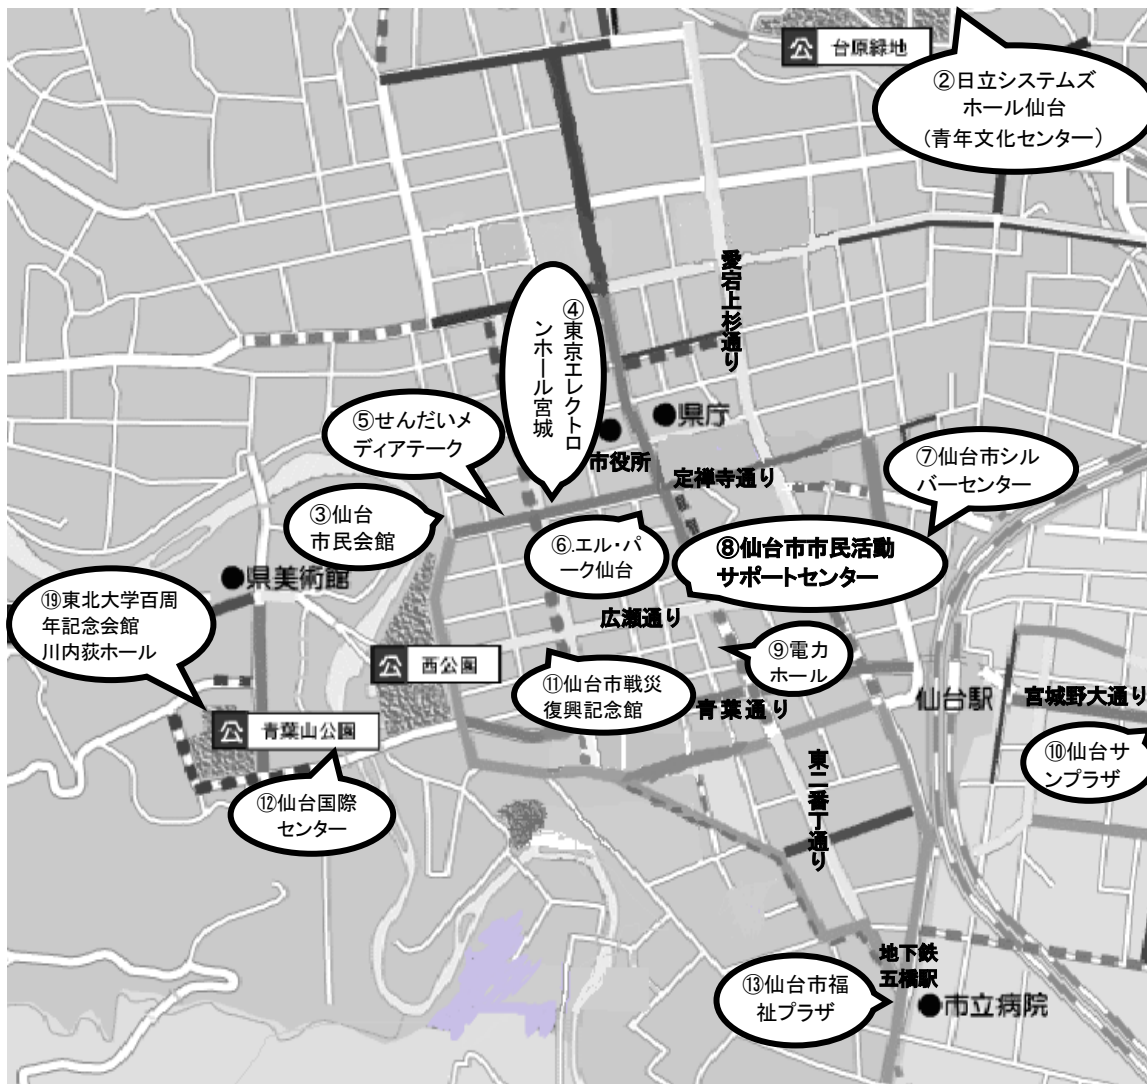 公 台原緑地
②日立システムズ
ホール仙台
(青年文化センター)
愛宕上杉通り
④東京エレクトロ
ンホール宮城
⑤せんだいメ
ディアテーク
●県庁
市役所
定禅寺通り
⑦仙台市シル
バーセンター
③仙台
市民会館
⑥.エル・パ
ーク仙台
⑧仙台市市民活動
サポートセンター
●県美術館
⑲東北大学百周
年記念会館
川内萩ホール
広瀬通り
公 西公園
⑨電力
ホール
⑪仙台市戦災
復興記念館
青葉通り
仙台駅
宮城野大通り
公 青葉山公園
⑩仙台サ
ンプラザ
東二番丁通り
⑫仙台国際
センター
地下鉄
五橋駅
⑬仙台市福
祉プラザ
●市立病院